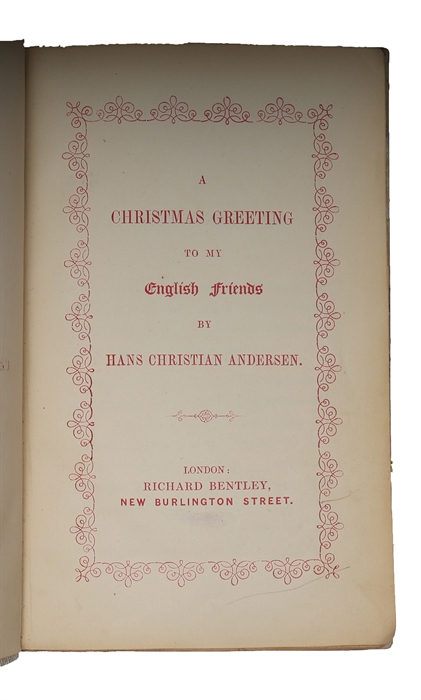 A
CHRISTMAS GREETING
TO MY
English Friends
BY
HANS CHRISTIAN ANDERSEN.
LONDON:
RICHARD BENTLEY,
NEW BURLINGTON STREET.